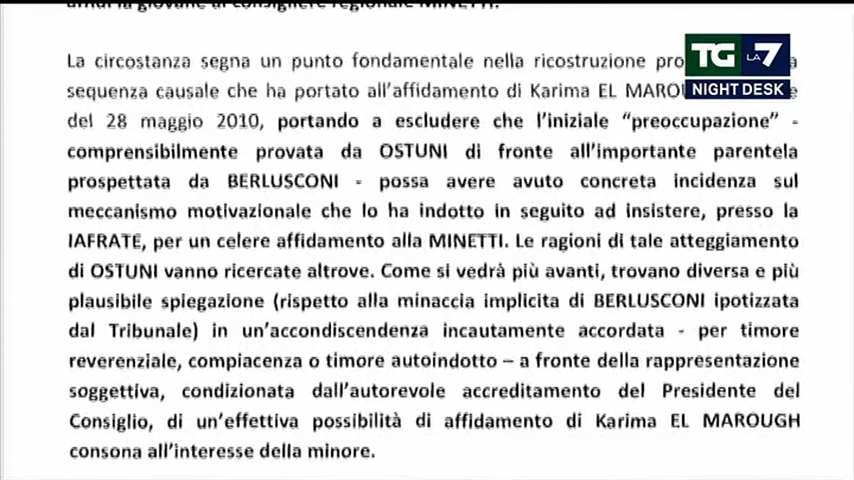 affidi la giovane al consigliere regionale MINETTI.
La circostanza segna un punto fondamentale nella ricostruzione
sequenza causale che ha portato all'affidamento di Karima EL
del 28 maggio 2010, portando a escludere che l'iniziale "preoccupazione" -
comprensibilmente provata da OSTUNI di fronte all'importante parentela
prospettata da BERLUSCONI - possa avere avuto concreta incidenza sul
meccanismo motivazionale che lo ha indotto in seguito ad insistere, presso la
IAFRATE, per un celere affidamento alla MINETTI. Le ragioni di tale atteggiamento
di OSTUNI vanno ricercate altrove. Come si vedrà più avanti, trovano diversa e più
plausibile spiegazione (rispetto alla minaccia implicita di BERLUSCONI ipotizzata
dal Tribunale) in un'accondiscendenza incautamente accordata - per timore
reverenziale, compiacenza o timore autoindotto – a fronte della rappresentazione
soggettiva, condizionata dall'autorevole accreditamento del Presidente del
Consiglio, di un'effettiva possibilità di affidamento di Karima EL MAROUGH
consona all'interesse della minore.
TG LA7
NIGHT DESK